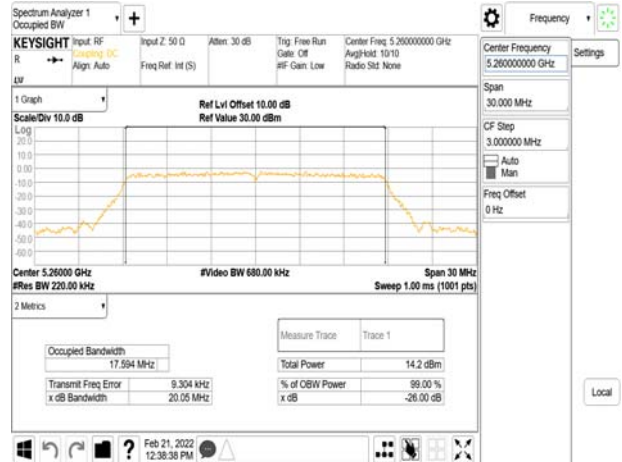 Spectrum Analyzer 1
Occupied BW
+
Frequency
KEYSIGHT
R
Input: RF
Coupling: DC
Align: Auto
Input Z: 50 Ω
Freq Ref: Int (S)
Atten: 30 dB
Trig: Free Run
Gate: Off
#IF Gain: Low
Center Freq: 5.260000000 GHz
Avg|Hold: 10/10
Radio Std: None
Center Frequency
5.260000000 GHz
Settings
Span
30.000 MHz
CF Step
3.000000 MHz
Auto
Man
Freq Offset
0 Hz
Local
1 Graph
Scale/Div 10.0 dB
Ref Lvl Offset 10.00 dB
Ref Value 30.00 dBm
Log
20.0
10.0
0.00
-10.0
-20.0
-30.0
-40.0
-50.0
-60.0
Center 5.26000 GHz
#Video BW 680.00 kHz
Span 30 MHz
#Res BW 220.00 kHz
Sweep 1.00 ms (1001 pts)
2 Metrics
Measure Trace
Trace 1
Occupied Bandwidth
17.594 MHz
Total Power
14.2 dBm
Transmit Freq Error
9.304 kHz
% of OBW Power
99.00 %
x dB Bandwidth
20.05 MHz
x dB
-26.00 dB
?
Feb 21, 2022
12:38:38 PM